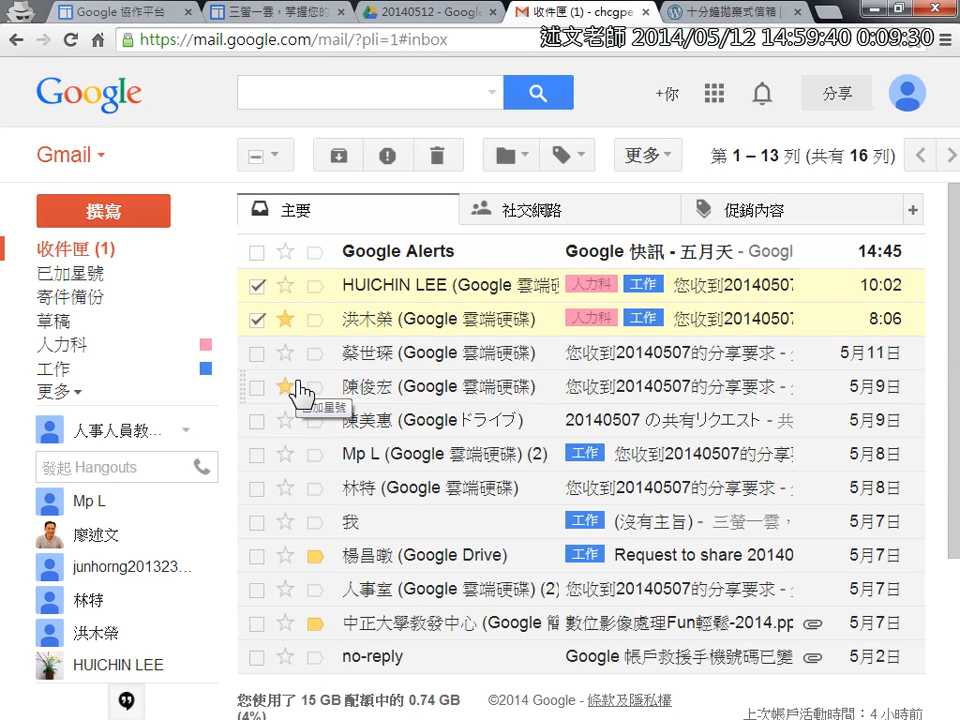 Google 協作平台
三螢一雲，掌握您的
20140512 - Google
收件匣 (1) - chcgpe
十分鐘拋棄式信箱 |
https://mail.google.com/mail/?pli=1#inbox
述文老師 2014/05/12 14:59:40 0:09:30
Google
+你
分享
Gmail
更多
第 1 – 13 列 (共有 16 列)
撰寫
主要
社交網路
促銷內容
+
收件匣 (1)
已加星號
寄件備份
草稿
人力科
工作
更多
人事人員教...
發起 Hangouts
Mp L
廖述文
junhorng201323...
林特
洪木榮
HUICHIN LEE
Google Alerts Google 快訊 - 五月天 - Googl 14:45
HUICHIN LEE (Google 雲端硬 人力科 工作 您收到20140507 10:02
洪木榮 (Google 雲端硬碟) 人力科 工作 您收到20140507 8:06
蔡世琛 (Google 雲端硬碟) 您收到20140507的分享要求 - 5月11日
陳俊宏 (Google 雲端硬碟) 您收到20140507的分享要求 - 5月9日
加星號
陳美惠 (Googleドライブ) 20140507 の共有リクエスト - 共 5月9日
Mp L (Google 雲端硬碟) (2) 工作 您收到20140507的分享 5月8日
林特 (Google 雲端硬碟) 您收到20140507的分享要求 - 5月8日
我 工作 (沒有主旨) - 三螢一雲， 5月7日
楊昌暾 (Google Drive) 工作 Request to share 20140 5月7日
人事室 (Google 雲端硬碟) (2) 您收到20140507的分享要求 - 5月7日
中正大學教發中心 (Google 簡 數位影像處理Fun輕鬆-2014.pp 5月7日
no-reply Google 帳戶救援手機號碼已變 5月2日
您使用了 15 GB 配額中的 0.74 GB
(4%)
©2014 Google - 條款及隱私權
上次帳戶活動時間：4 小時前